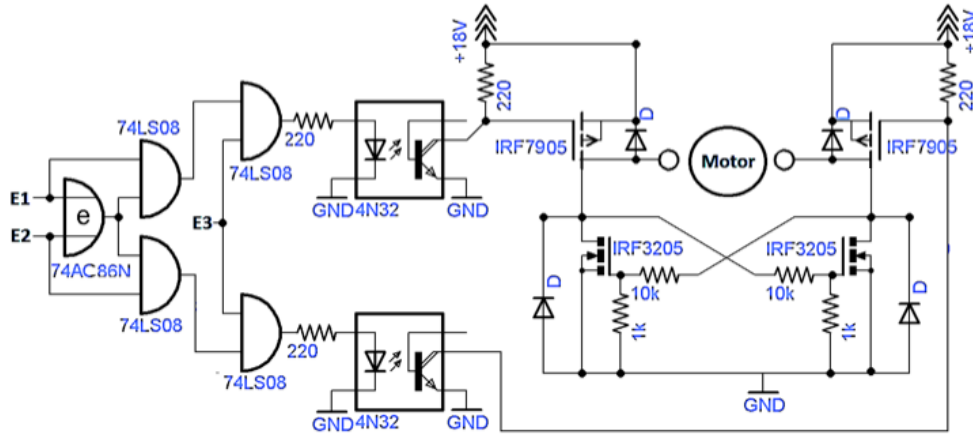 +18V
+18V
220
220
74LS08
D
D
220
IRF7905
Motor
IRF7905
74LS08
E1
e
GND
4N32
GND
E3
E2
74AC86N
IRF3205
IRF3205
10k
10k
D
D
74LS08
1k
1k
220
74LS08
GND
GND
4N32
GND